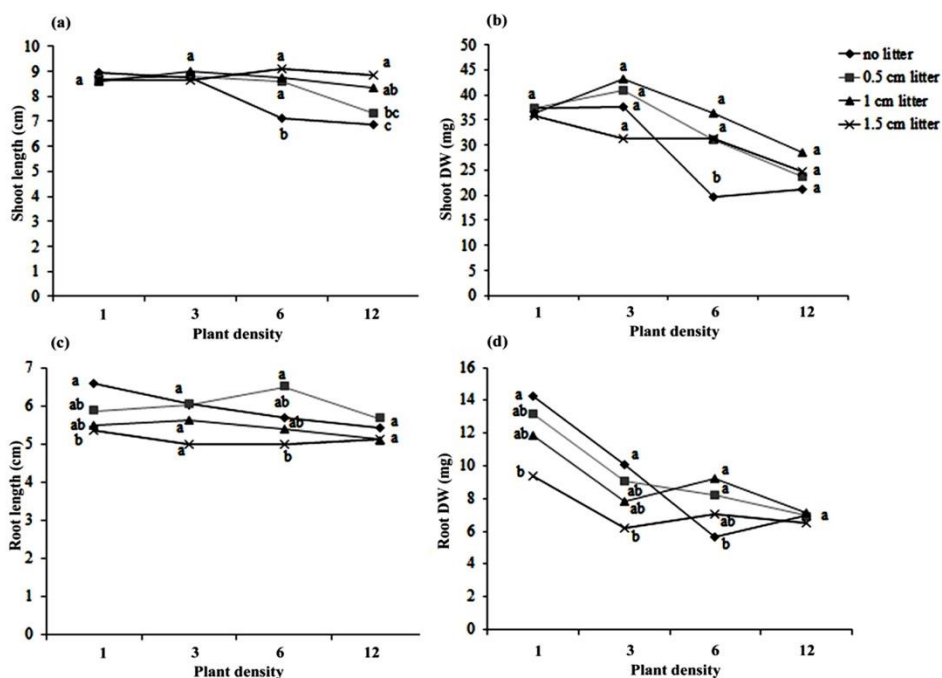 (a)
Shoot length (cm)
10
9
8
7
6
5
4
3
2
1
0
a
a
a
a
a
ab
bc
b
c
1 3 6 12
Plant density
(b)
Shoot DW (mg)
50
45
40
35
30
25
20
15
10
5
0
a
a
a
a
a
a
a
b
a
a
a
1 3 6 12
Plant density
no litter
0.5 cm litter
1 cm litter
1.5 cm litter
(c)
Root length (cm)
7
6
5
4
3
2
1
0
a
ab
ab
b
a
a
a
a
ab
ab
b
a
a
1 3 6 12
Plant density
(d)
Root DW (mg)
16
14
12
10
8
6
4
2
0
a
ab
ab
b
a
ab
ab
b
a
a
ab
b
a
1 3 6 12
Plant density